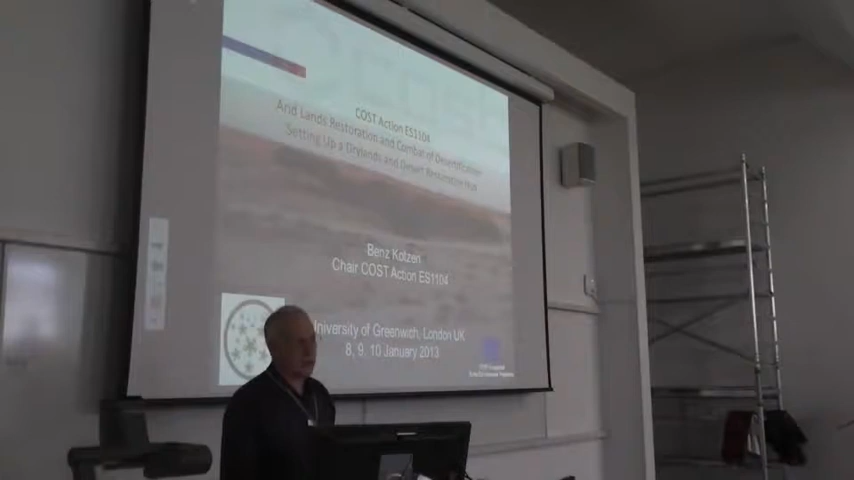 COST Action ES1104
Arid Lands Restoration and Combat of Desertification:
Setting Up a Drylands and Desert Restoration Hub
Benz Kotzen
Chair COST Action ES1104
University of Greenwich, London UK
8, 9, 10 January 2013